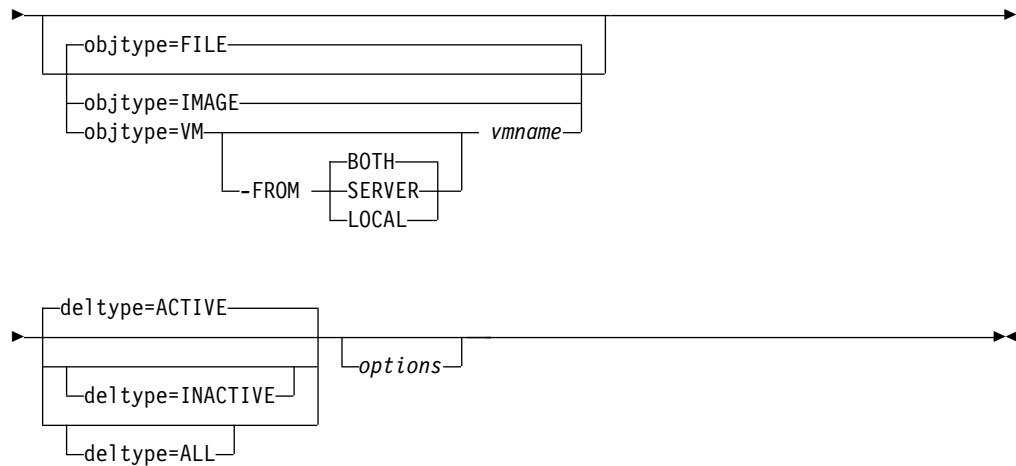 objtype=FILE
objtype=IMAGE
objtype=VM vmname
BOTH
-FROM SERVER
LOCAL
deltype=ACTIVE
options
deltype=INACTIVE
deltype=ALL